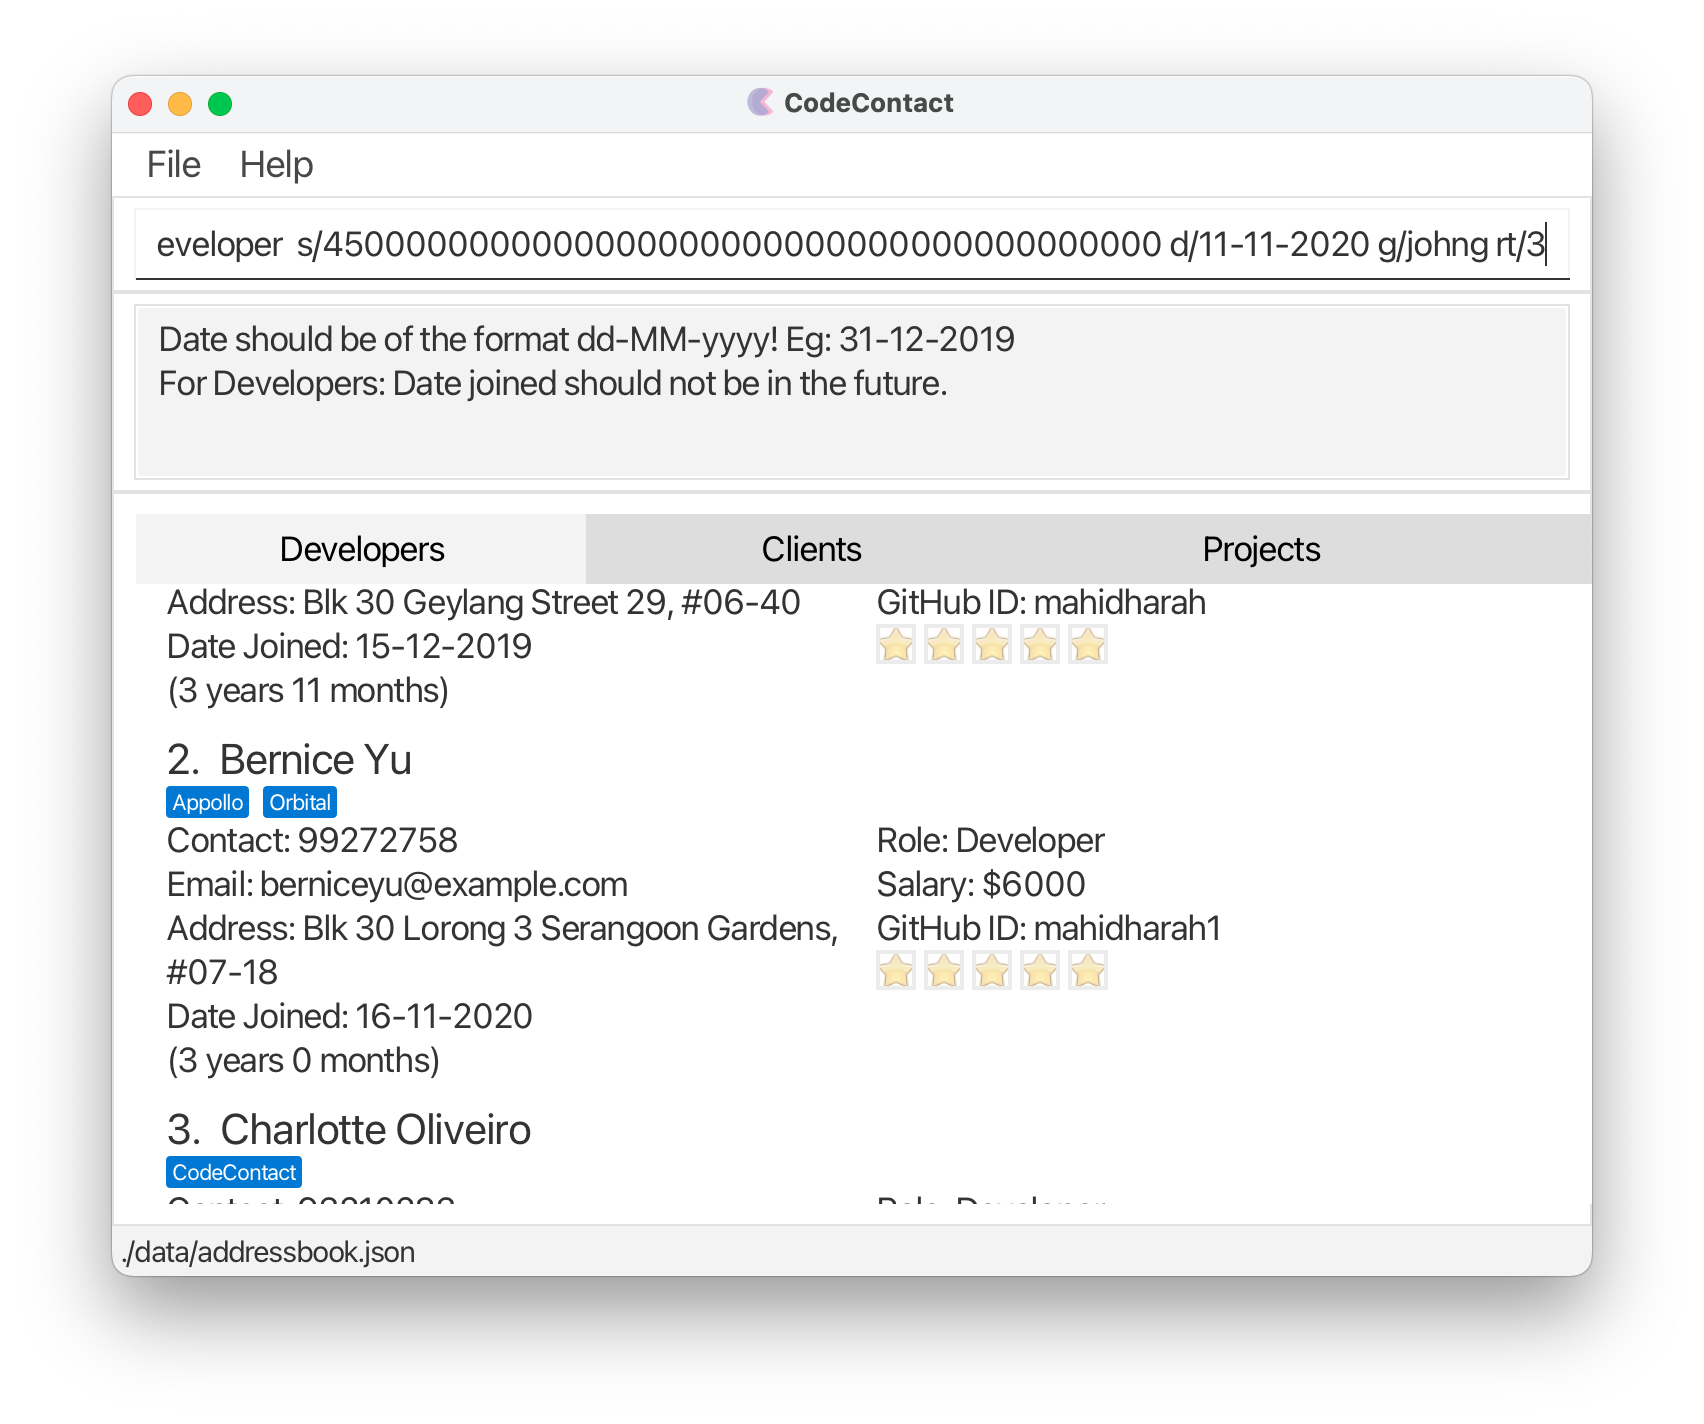 CodeContact
File Help
eveloper s/4500000000000000000000000000000000000000 d/11-11-2020 g/johng rt/3
Date should be of the format dd-MM-yyyy! Eg: 31-12-2019
For Developers: Date joined should not be in the future.
Developers Clients Projects
Address: Blk 30 Geylang Street 29, #06-40
GitHub ID: mahidharah
Date Joined: 15-12-2019
(3 years 11 months)
2. Bernice Yu
Appollo Orbital
Contact: 99272758
Role: Developer
Email: berniceyu@example.com
Salary: $6000
Address: Blk 30 Lorong 3 Serangoon Gardens,
GitHub ID: mahidharah1
#07-18
Date Joined: 16-11-2020
(3 years 0 months)
3. Charlotte Oliveiro
CodeContact
./data/addressbook.json